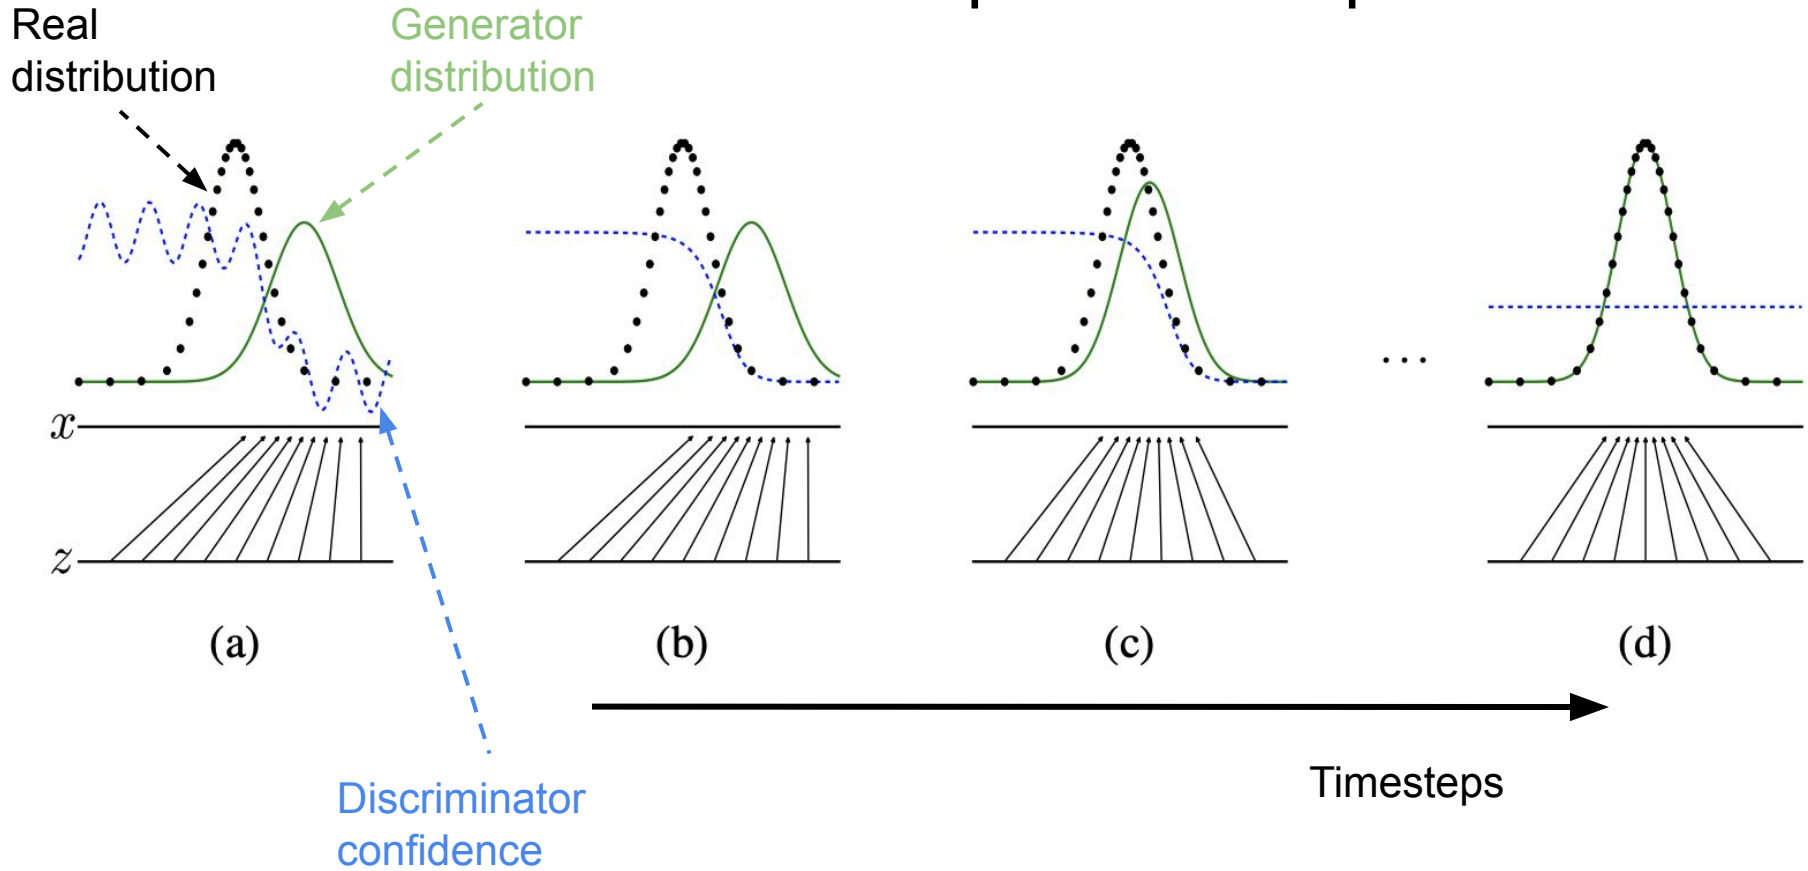 Real
distribution
Generator
distribution
x
z
(a)
(b)
(c)
...
(d)
Timesteps
Discriminator
confidence